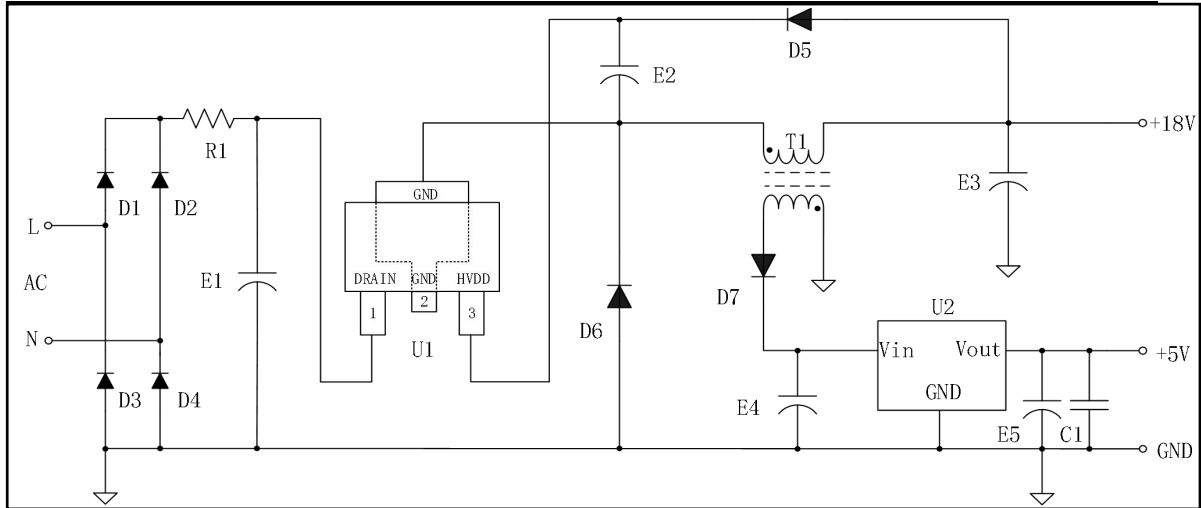 D5
E2
+18V
R1
T1
GND
E3
D1
D2
L
AC
E1
DRAIN
GND
HVDD
D7
U2
1
2
3
D6
N
U1
Vin
Vout
+5V
D3
D4
GND
E4
E5
C1
GND